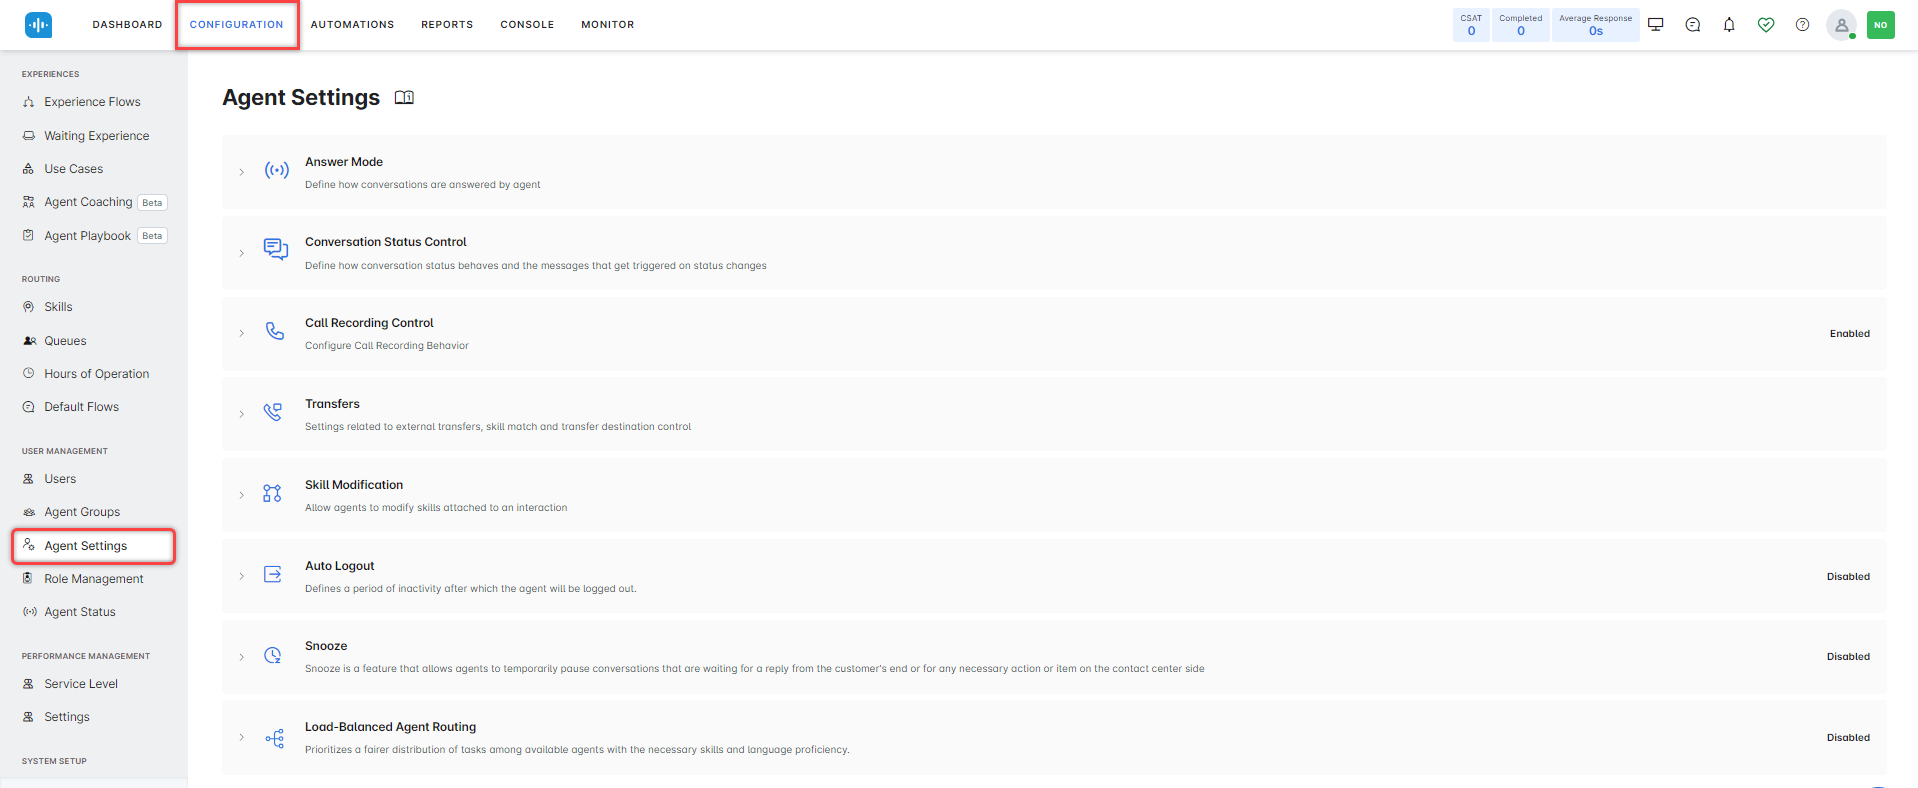 DASHBOARD CONFIGURATION AUTOMATIONS REPORTS CONSOLE MONITOR
CSAT
0
Completed
0
Average Response
0s
NO
EXPERIENCES
Experience Flows
Waiting Experience
Use Cases
Agent Coaching Beta
Agent Playbook Beta
ROUTING
Skills
Queues
Hours of Operation
Default Flows
USER MANAGEMENT
Users
Agent Groups
Agent Settings
Role Management
Agent Status
PERFORMANCE MANAGEMENT
Service Level
Settings
SYSTEM SETUP
Agent Settings
Answer Mode
Define how conversations are answered by agent
Conversation Status Control
Define how conversation status behaves and the messages that get triggered on status changes
Call Recording Control
Configure Call Recording Behavior
Enabled
Transfers
Settings related to external transfers, skill match and transfer destination control
Skill Modification
Allow agents to modify skills attached to an interaction
Auto Logout
Defines a period of inactivity after which the agent will be logged out.
Disabled
Snooze
Snooze is a feature that allows agents to temporarily pause conversations that are waiting for a reply from the customer's end or for any necessary action or item on the contact center side
Disabled
Load-Balanced Agent Routing
Prioritizes a fairer distribution of tasks among available agents with the necessary skills and language proficiency.
Disabled